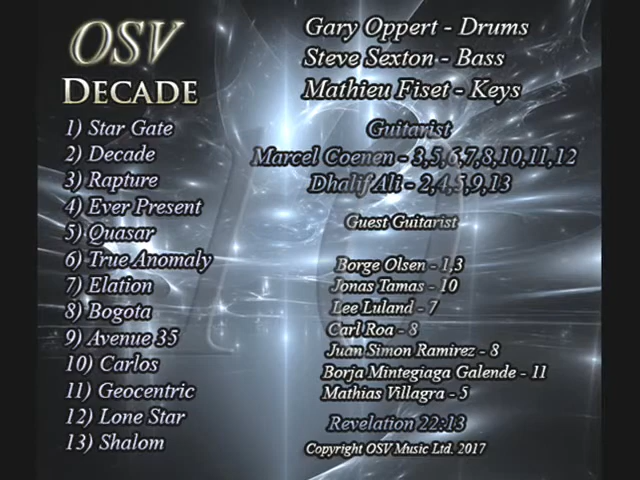 OSV
DECADE
1) Star Gate
2) Decade
3) Rapture
4) Ever Present
5) Quasar
6) True Anomaly
7) Elation
8) Bogota
9) Avenue 35
10) Carlos
11) Geocentric
12) Lone Star
13) Shalom
Gary Oppert - Drums
Steve Sexton - Bass
Mathieu Fiset - Keys
Guitarist
Marcel Coenen - 3,5,6,7,8,10,11,12
Dhalif Ali - 2,4,5,9,13
Guest Guitarist
Borge Olsen - 1,3
Jonas Tamas - 10
Lee Luland - 7
Carl Roa - 8
Juan Simon Ramirez - 8
Borja Mintegiaga Galende - 11
Mathias Villagra - 5
Revelation 22:13
Copyright OSV Music Ltd. 2017